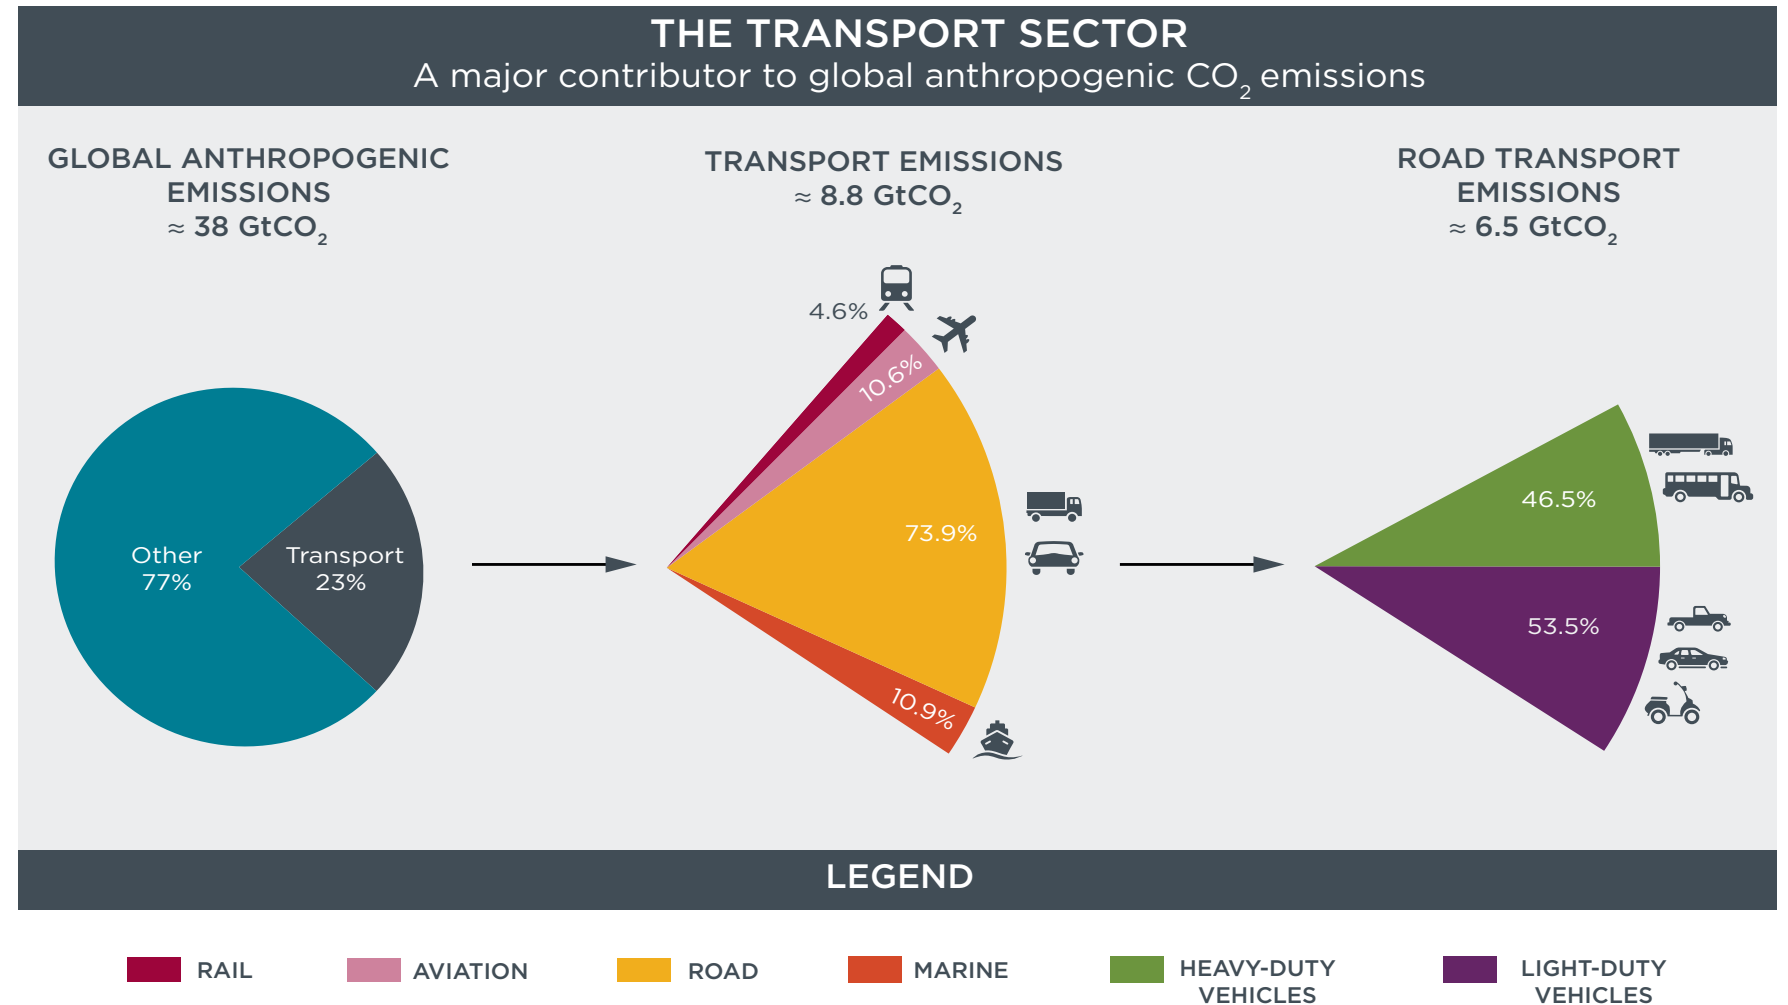 THE TRANSPORT SECTOR
A major contributor to global anthropogenic CO2 emissions
GLOBAL ANTHROPOGENIC
EMISSIONS
≈ 38 GtCO2
Other
77%
Transport
23%
TRANSPORT EMISSIONS
≈ 8.8 GtCO2
4.6%
10.6%
73.9%
10.9%
ROAD TRANSPORT
EMISSIONS
≈ 6.5 GtCO2
46.5%
53.5%
LEGEND
RAIL
AVIATION
ROAD
MARINE
HEAVY-DUTY
VEHICLES
LIGHT-DUTY
VEHICLES